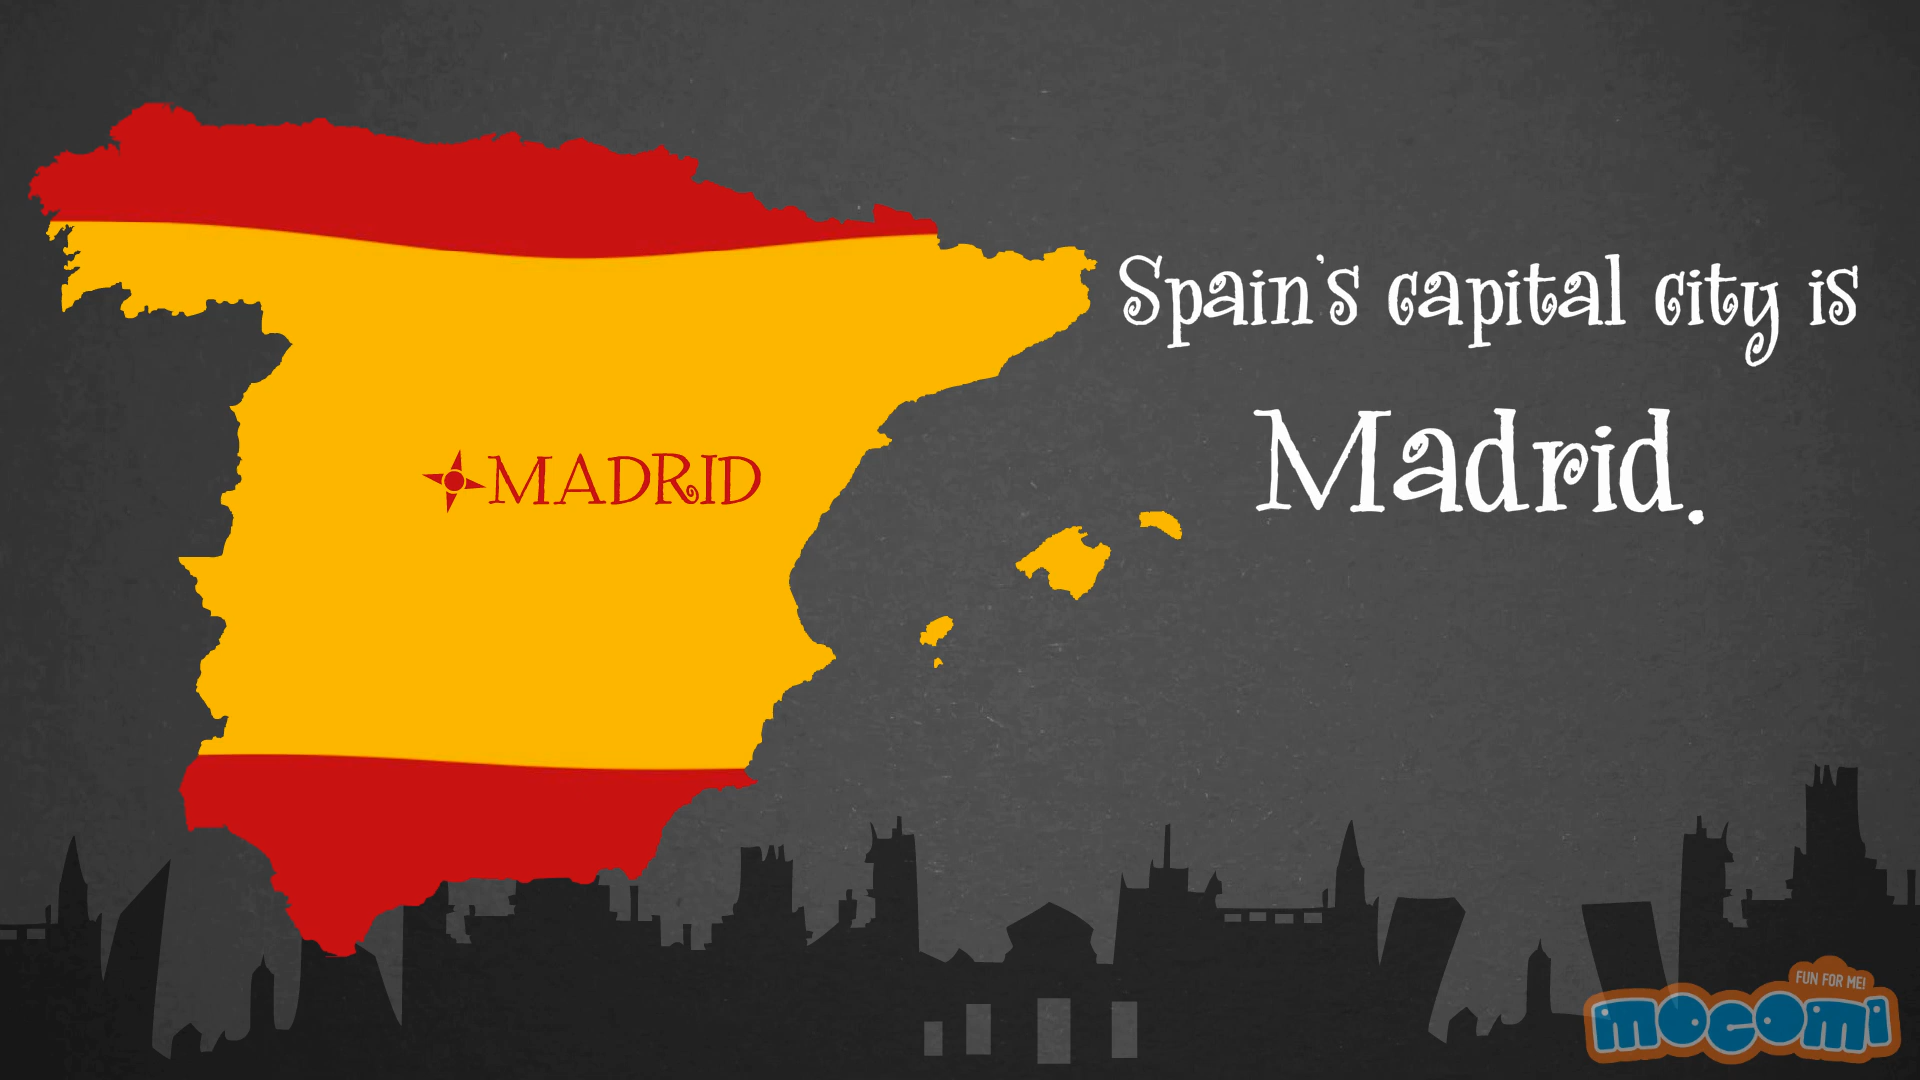 Spain's capital city is
Madrid.
MADRID
FUN FOR ME!
mocomi